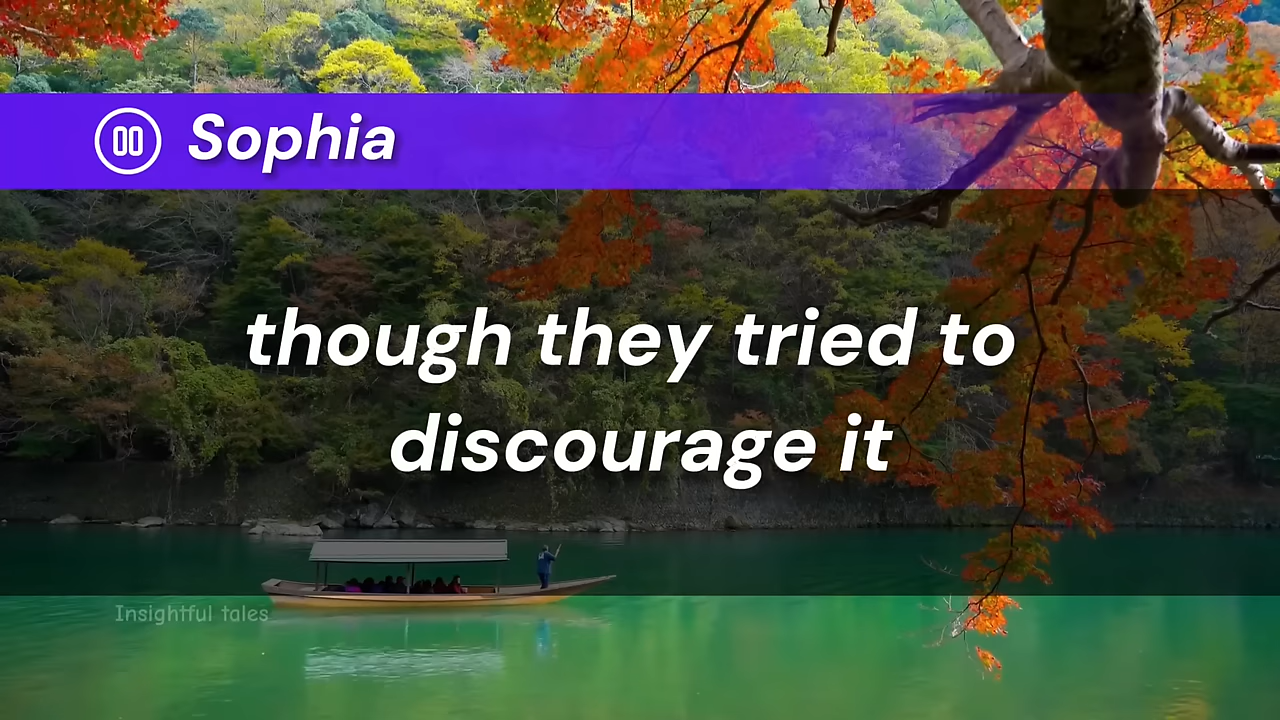 Sophia
though they tried to
discourage it
Insightful tales